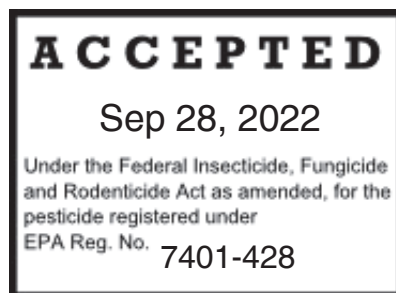 ACCEPTED
Sep 28, 2022
Under the Federal Insecticide, Fungicide
and Rodenticide Act as amended, for the
pesticide registered under
EPA Reg. No. 7401-428